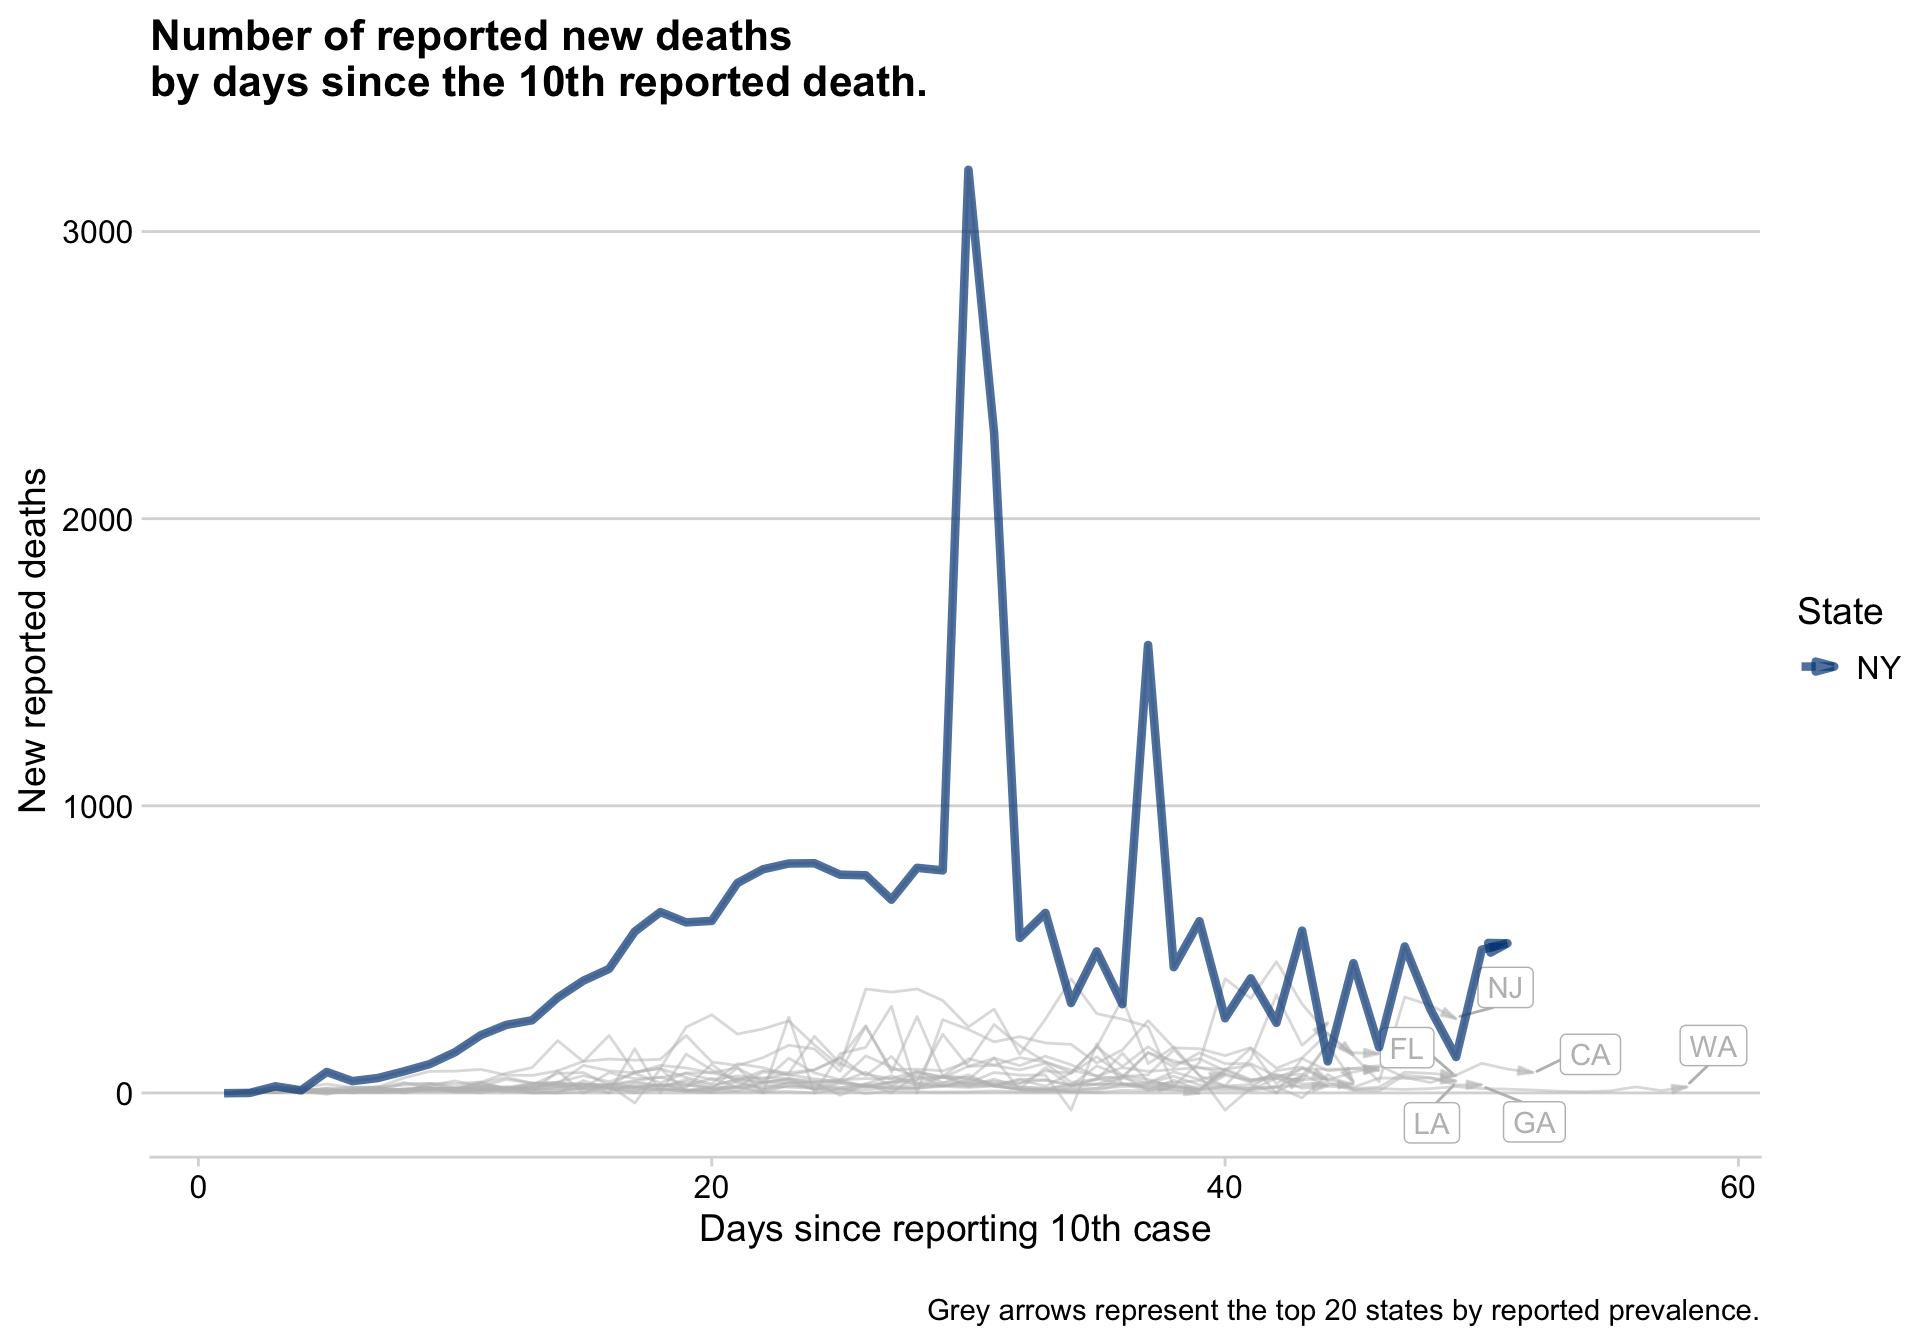 Number of reported new deaths
by days since the 10th reported death.
New reported deaths
3000
2000
1000
0
NJ
FL
CA
WA
LA
GA
0 20 40 60
Days since reporting 10th case
State
NY
Grey arrows represent the top 20 states by reported prevalence.